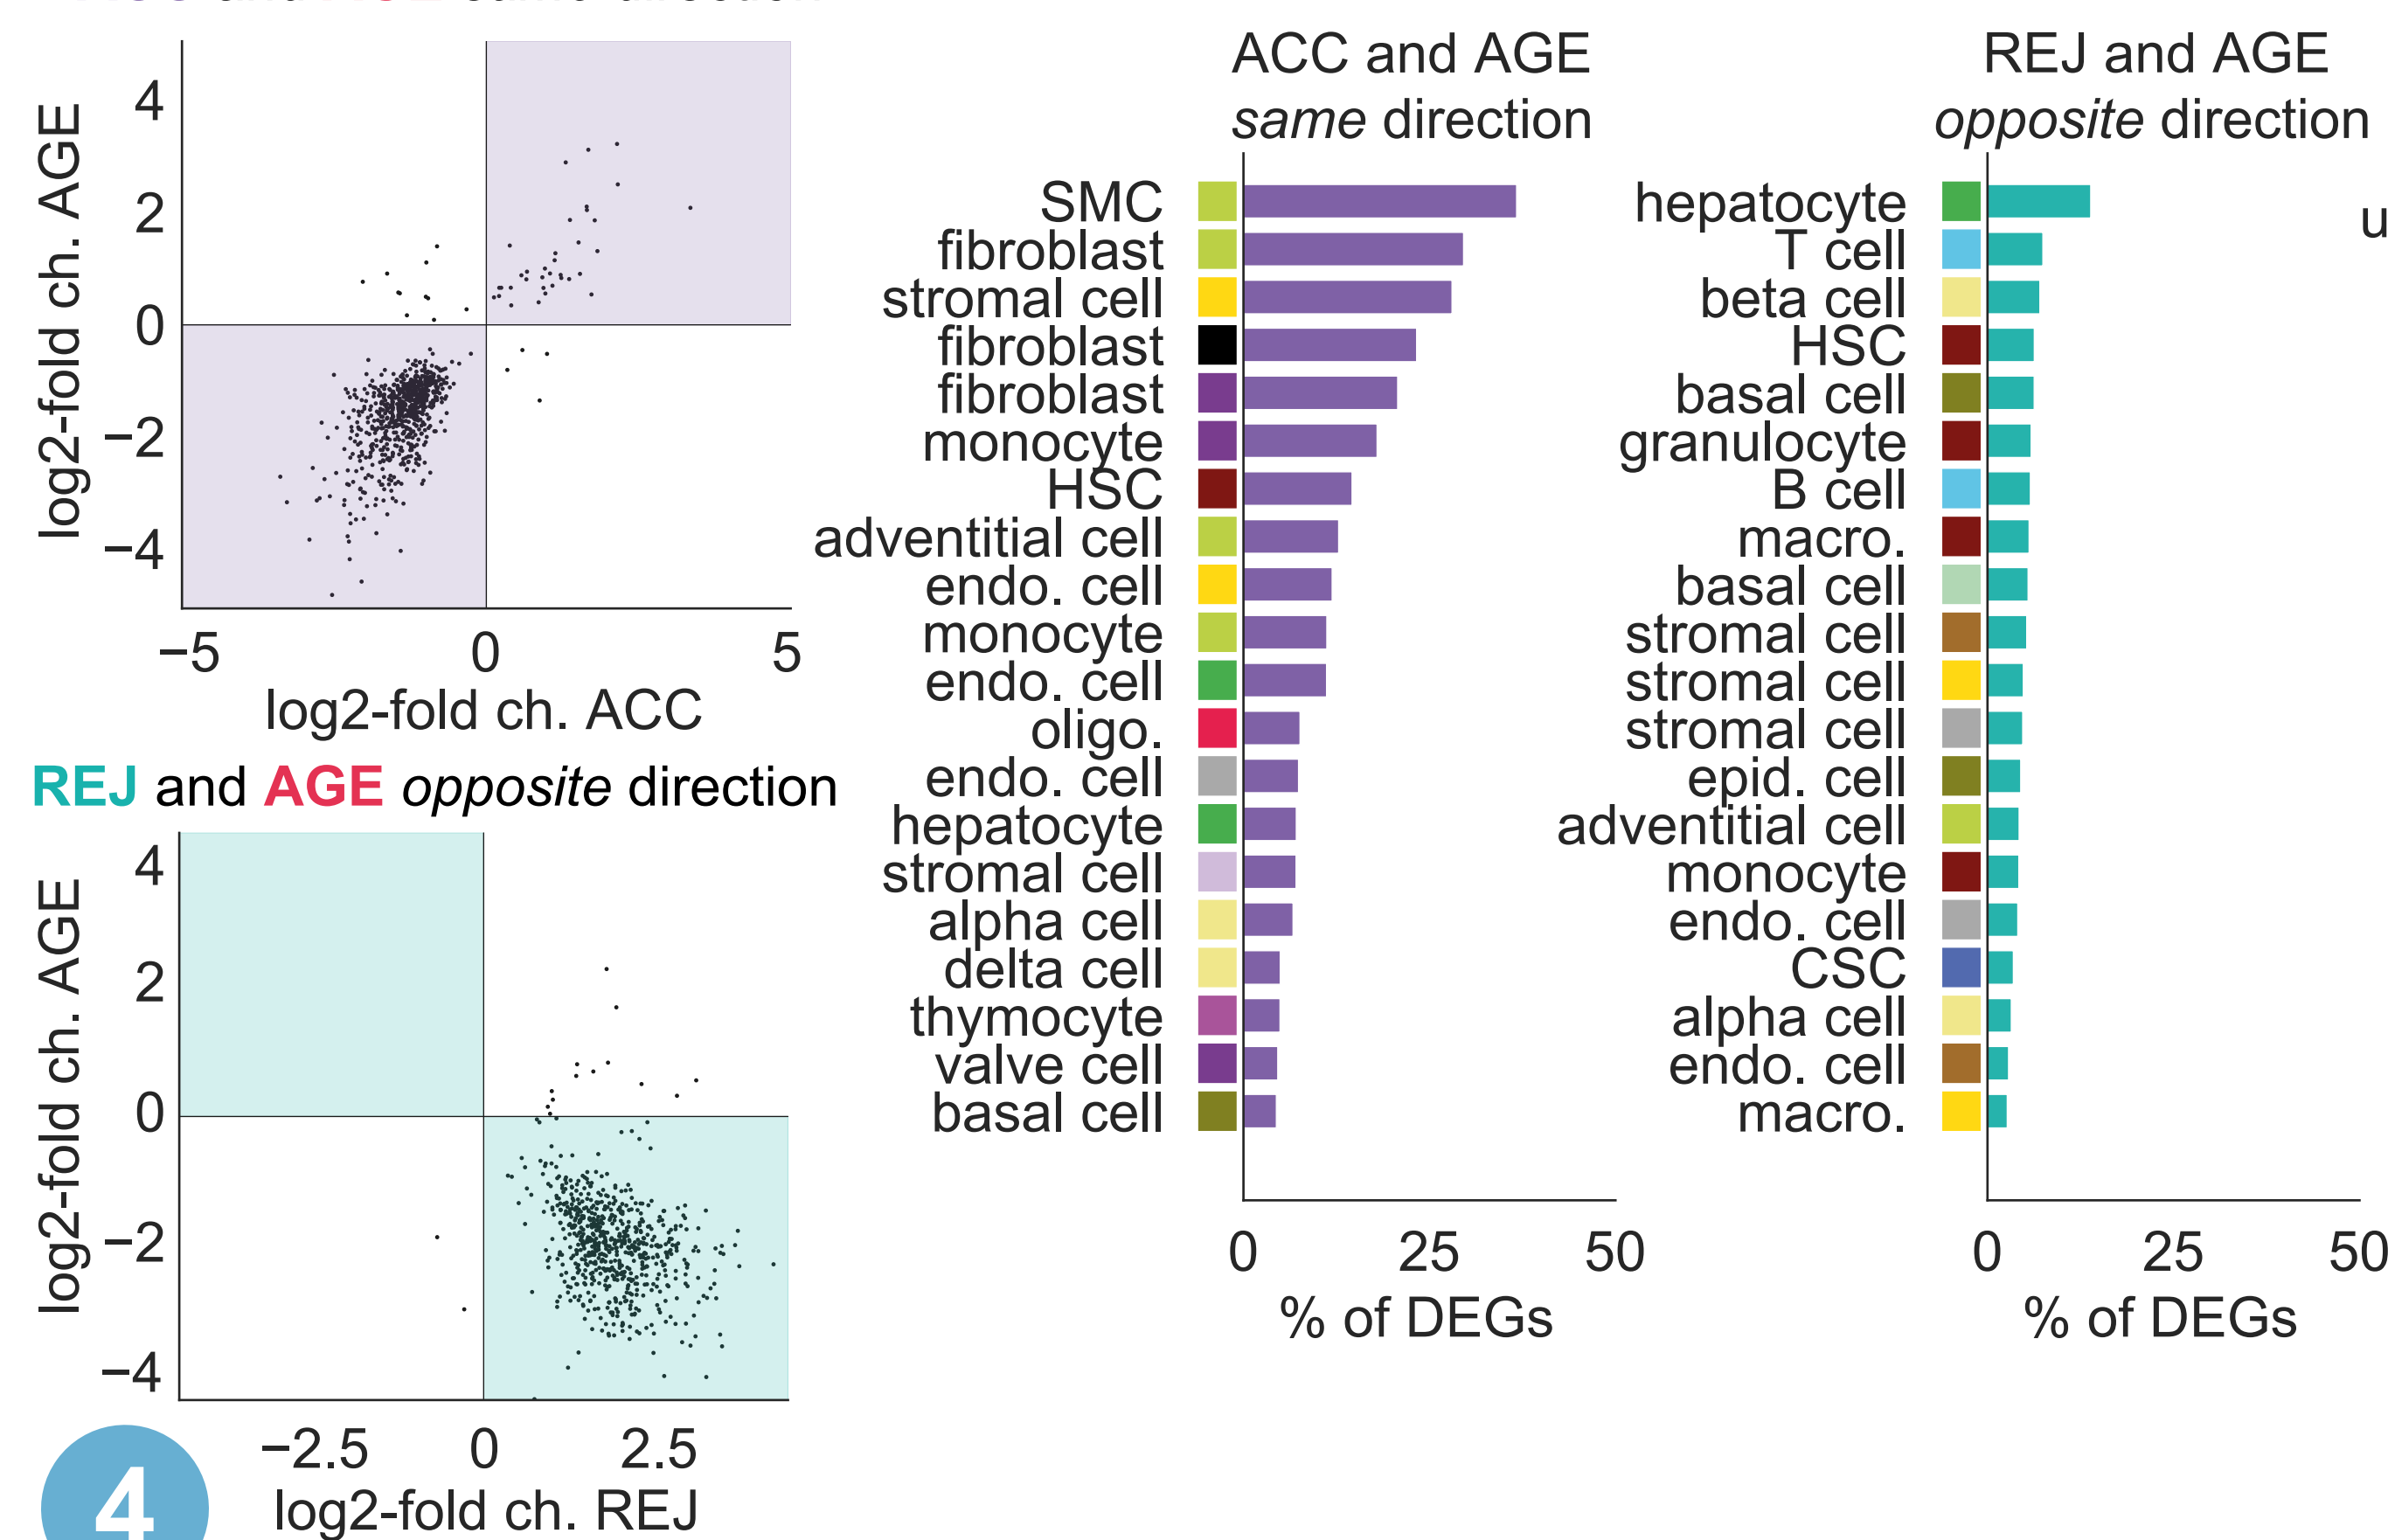 ACC and AGE same direction
4
2
0
−2
−4
log2-fold ch. AGE
−5 0 5
log2-fold ch. ACC
REJ and AGE opposite direction
4
2
0
−2
−4
log2-fold ch. AGE
−2.5 0 2.5
log2-fold ch. REJ
4
ACC and AGE
same direction
SMC
fibroblast
stromal cell
fibroblast
fibroblast
monocyte
HSC
adventitial cell
endo. cell
monocyte
endo. cell
oligo.
endo. cell
hepatocyte
stromal cell
alpha cell
delta cell
thymocyte
valve cell
basal cell
0 25 50
% of DEGs
REJ and AGE
opposite direction
hepatocyte
T cell
beta cell
HSC
basal cell
granulocyte
B cell
macro.
basal cell
stromal cell
stromal cell
stromal cell
epid. cell
adventitial cell
monocyte
endo. cell
CSC
alpha cell
endo. cell
macro.
0 25 50
% of DEGs
u